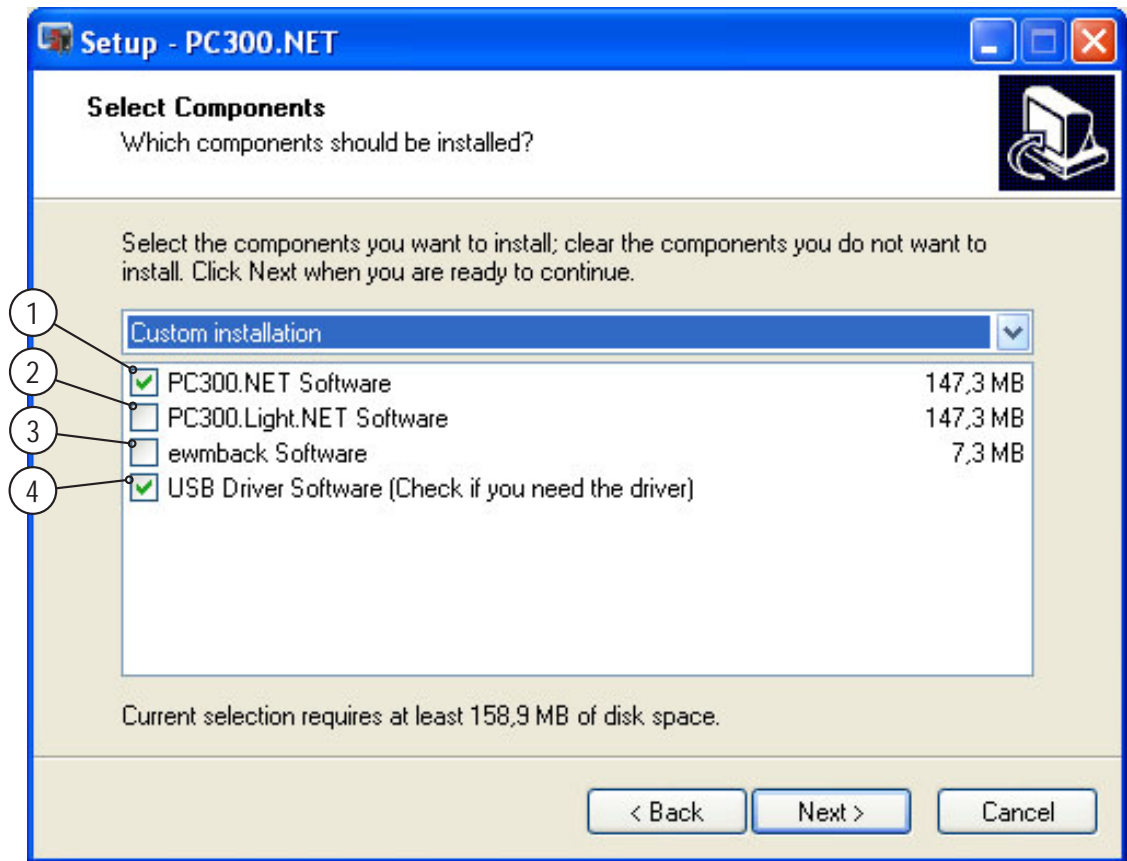 Setup - PC300.NET
Select Components
Which components should be installed?
Select the components you want to install; clear the components you do not want to
install. Click Next when you are ready to continue.
1
Custom installation
2
PC300.NET Software 147,3 MB
PC300.Light.NET Software 147,3 MB
3
ewmback Software 7,3 MB
4
USB Driver Software (Check if you need the driver)
Current selection requires at least 158,9 MB of disk space.
< Back Next > Cancel